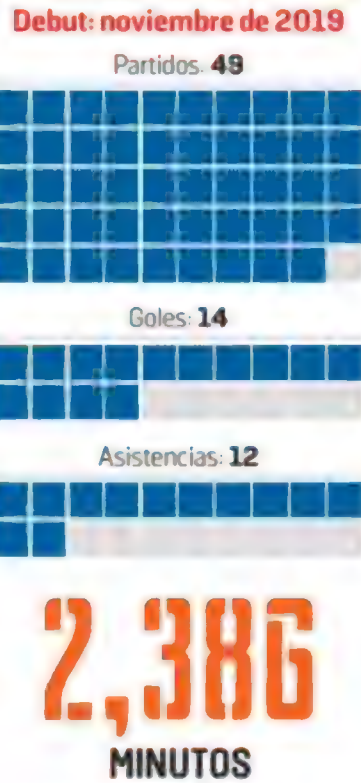 Debut: noviembre de 2019
Partidos: 49
Goles: 14
Asistencias: 12
2,386
MINUTOS